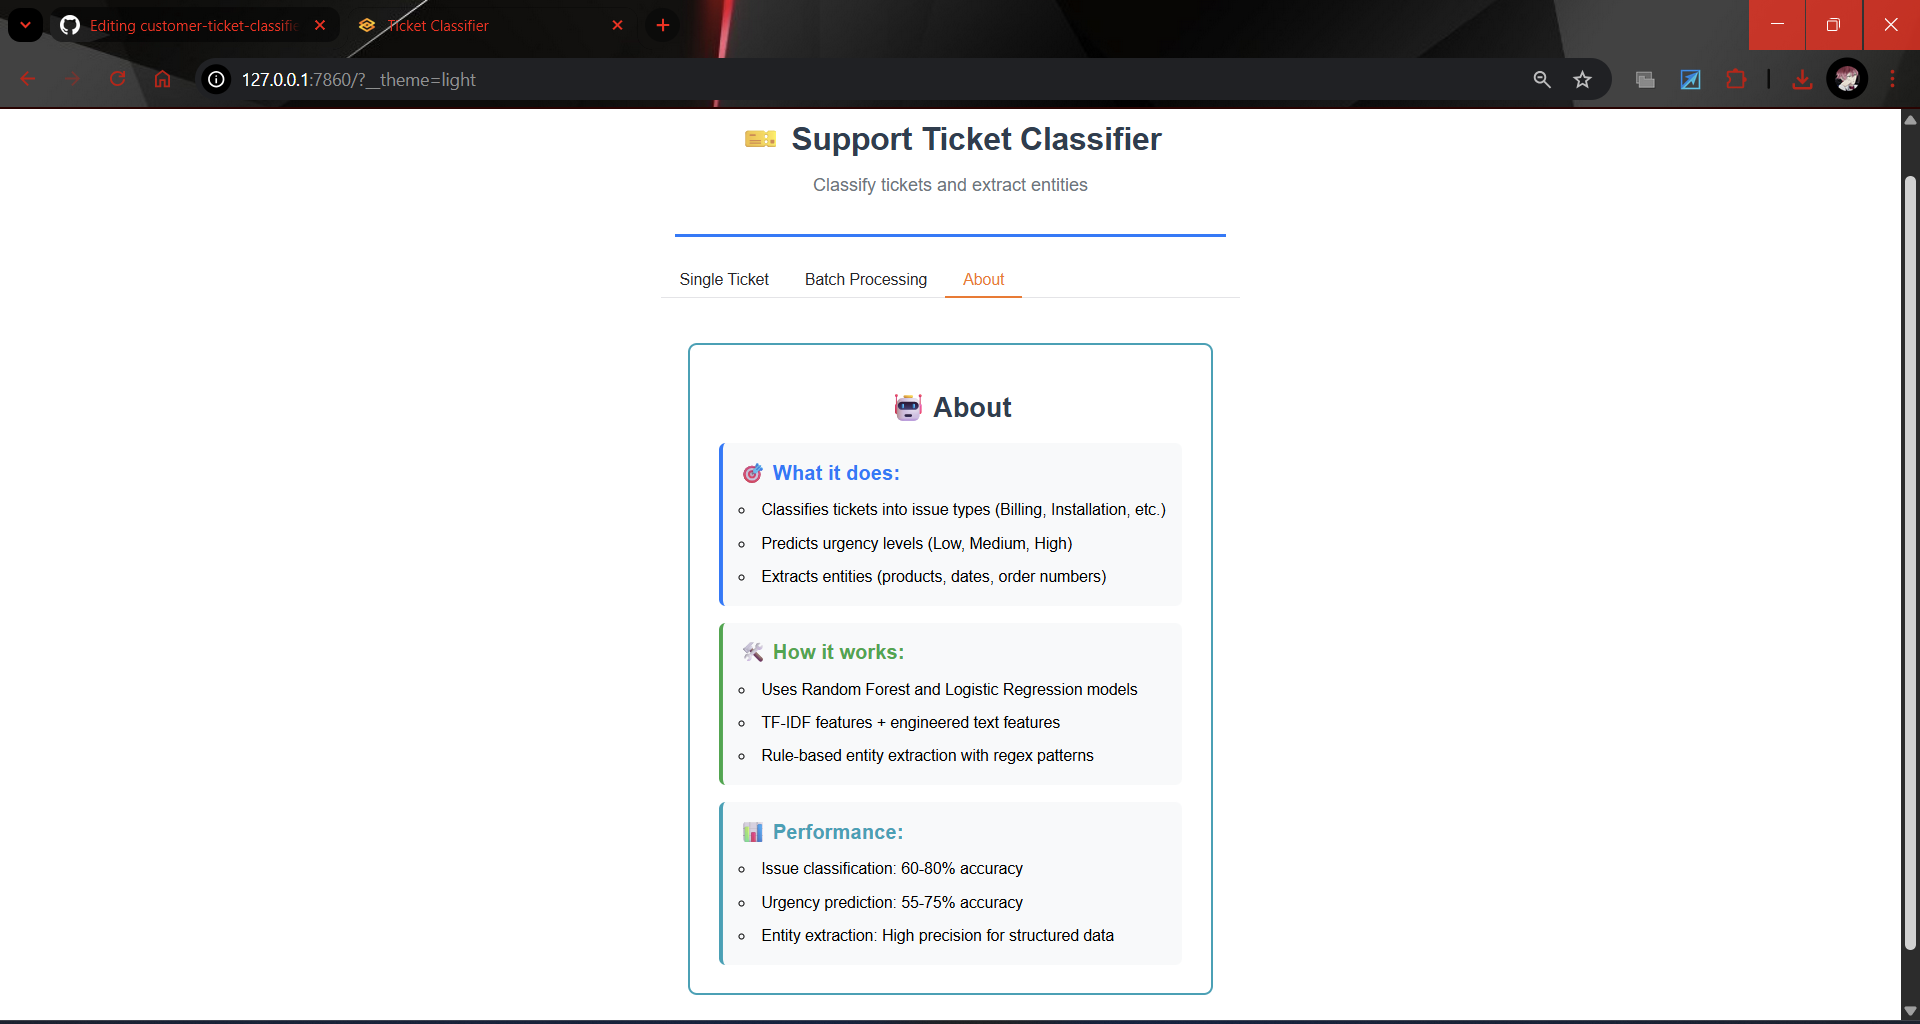 Editing customer-ticket-classifie
Ticket Classifier
127.0.0.1:7860/?__theme=light
Support Ticket Classifier
Classify tickets and extract entities
Single Ticket
Batch Processing
About
About
What it does:
Classifies tickets into issue types (Billing, Installation, etc.)
Predicts urgency levels (Low, Medium, High)
Extracts entities (products, dates, order numbers)
How it works:
Uses Random Forest and Logistic Regression models
TF-IDF features + engineered text features
Rule-based entity extraction with regex patterns
Performance:
Issue classification: 60-80% accuracy
Urgency prediction: 55-75% accuracy
Entity extraction: High precision for structured data